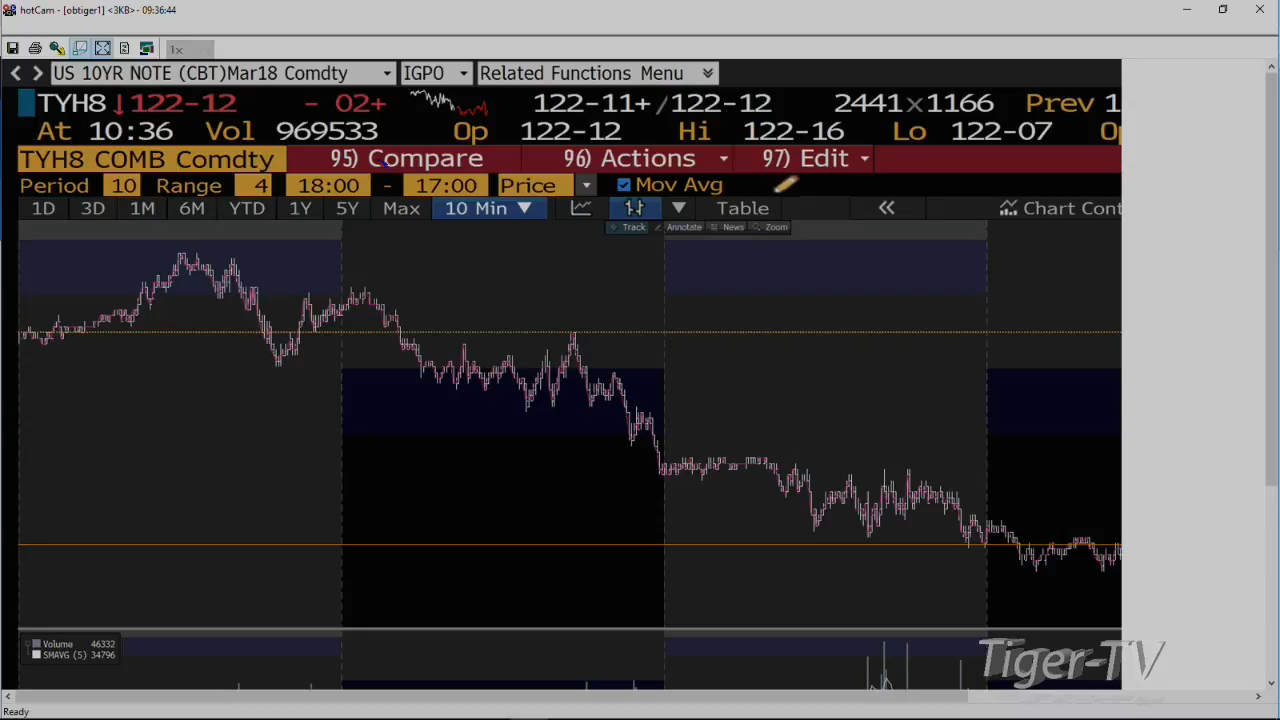 hotCam - [obtiger1] <3KB>- 09:36:44
1x
US 10YR NOTE (CBT)Mar18 Comdty IGPO Related Functions Menu
TYH8 ↓122-12 - 02+ 122-11+/122-12 2441x1166 Prev 1
At 10:36 Vol 969533 Op 122-12 Hi 122-16 Lo 122-07 Op
TYH8 COMB Comdty 95) Compare 96) Actions 97) Edit
Period 10 Range 4 18:00 - 17:00 Price Mov Avg
1D 3D 1M 6M YTD 1Y 5Y Max 10 Min ▼ Table « Chart Cont
Track Annotate News Zoom
Volume 46332
SMAVG (5) 34796
Tiger-TV
Ready